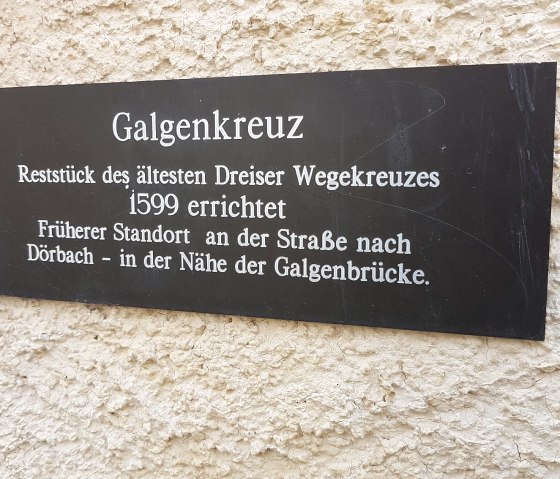 Galgenkreuz
Reststück des ältesten Dreiser Wegekreuzes
1599 errichtet
Früherer Standort an der Straße nach
Dörbach - in der Nähe der Galgenbrücke.